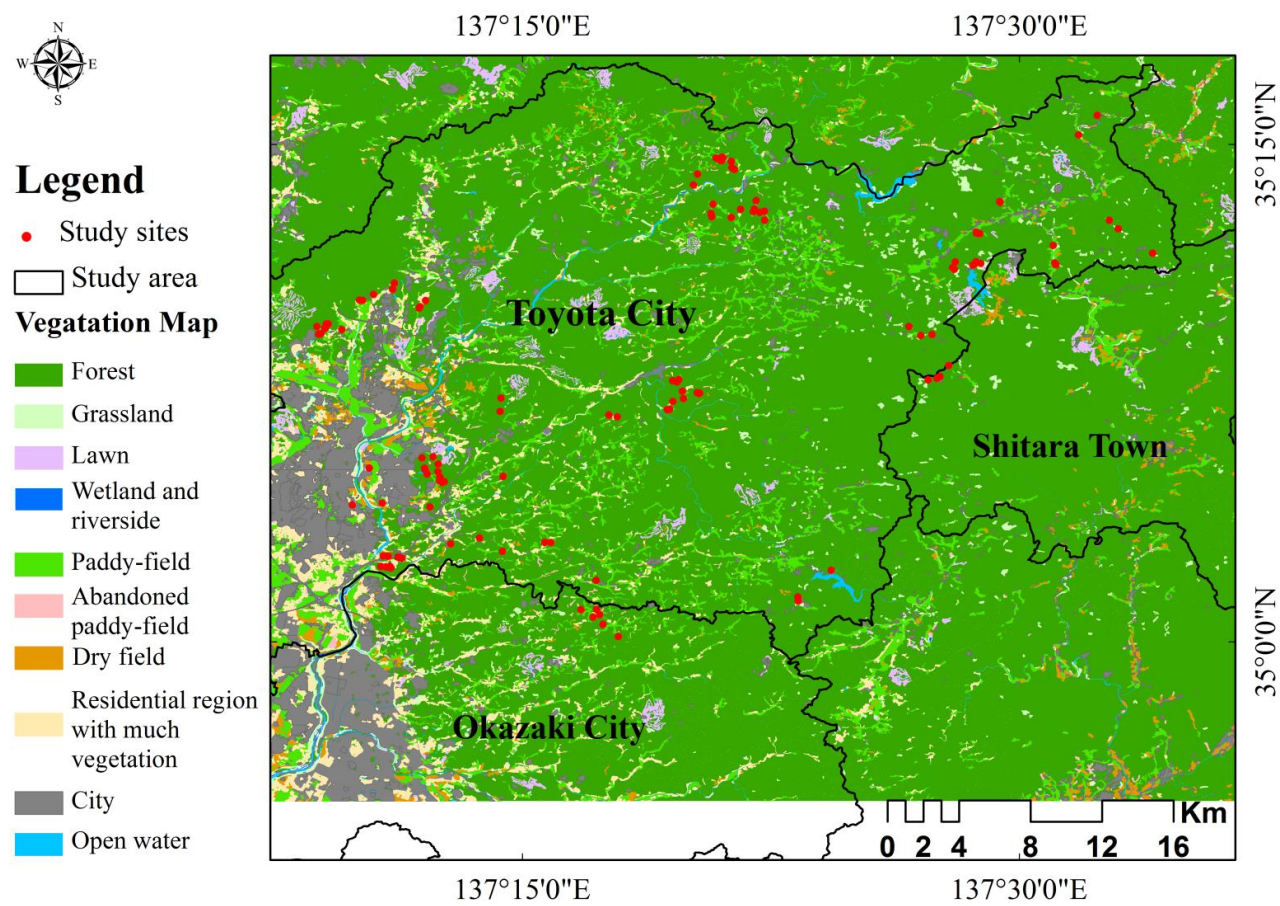 137°15'0"E
137°30'0"E
N
W
E
S
35°15'0"N
Legend
Study sites
Study area
Vegatation Map
Forest
Grassland
Lawn
Wetland and
riverside
Paddy-field
Abandoned
paddy-field
Dry field
Residential region
with much
vegetation
City
Open water
Toyota City
Shitara Town
Okazaki City
35°0'0"N
Km
0 2 4 8 12 16
137°15'0"E
137°30'0"E